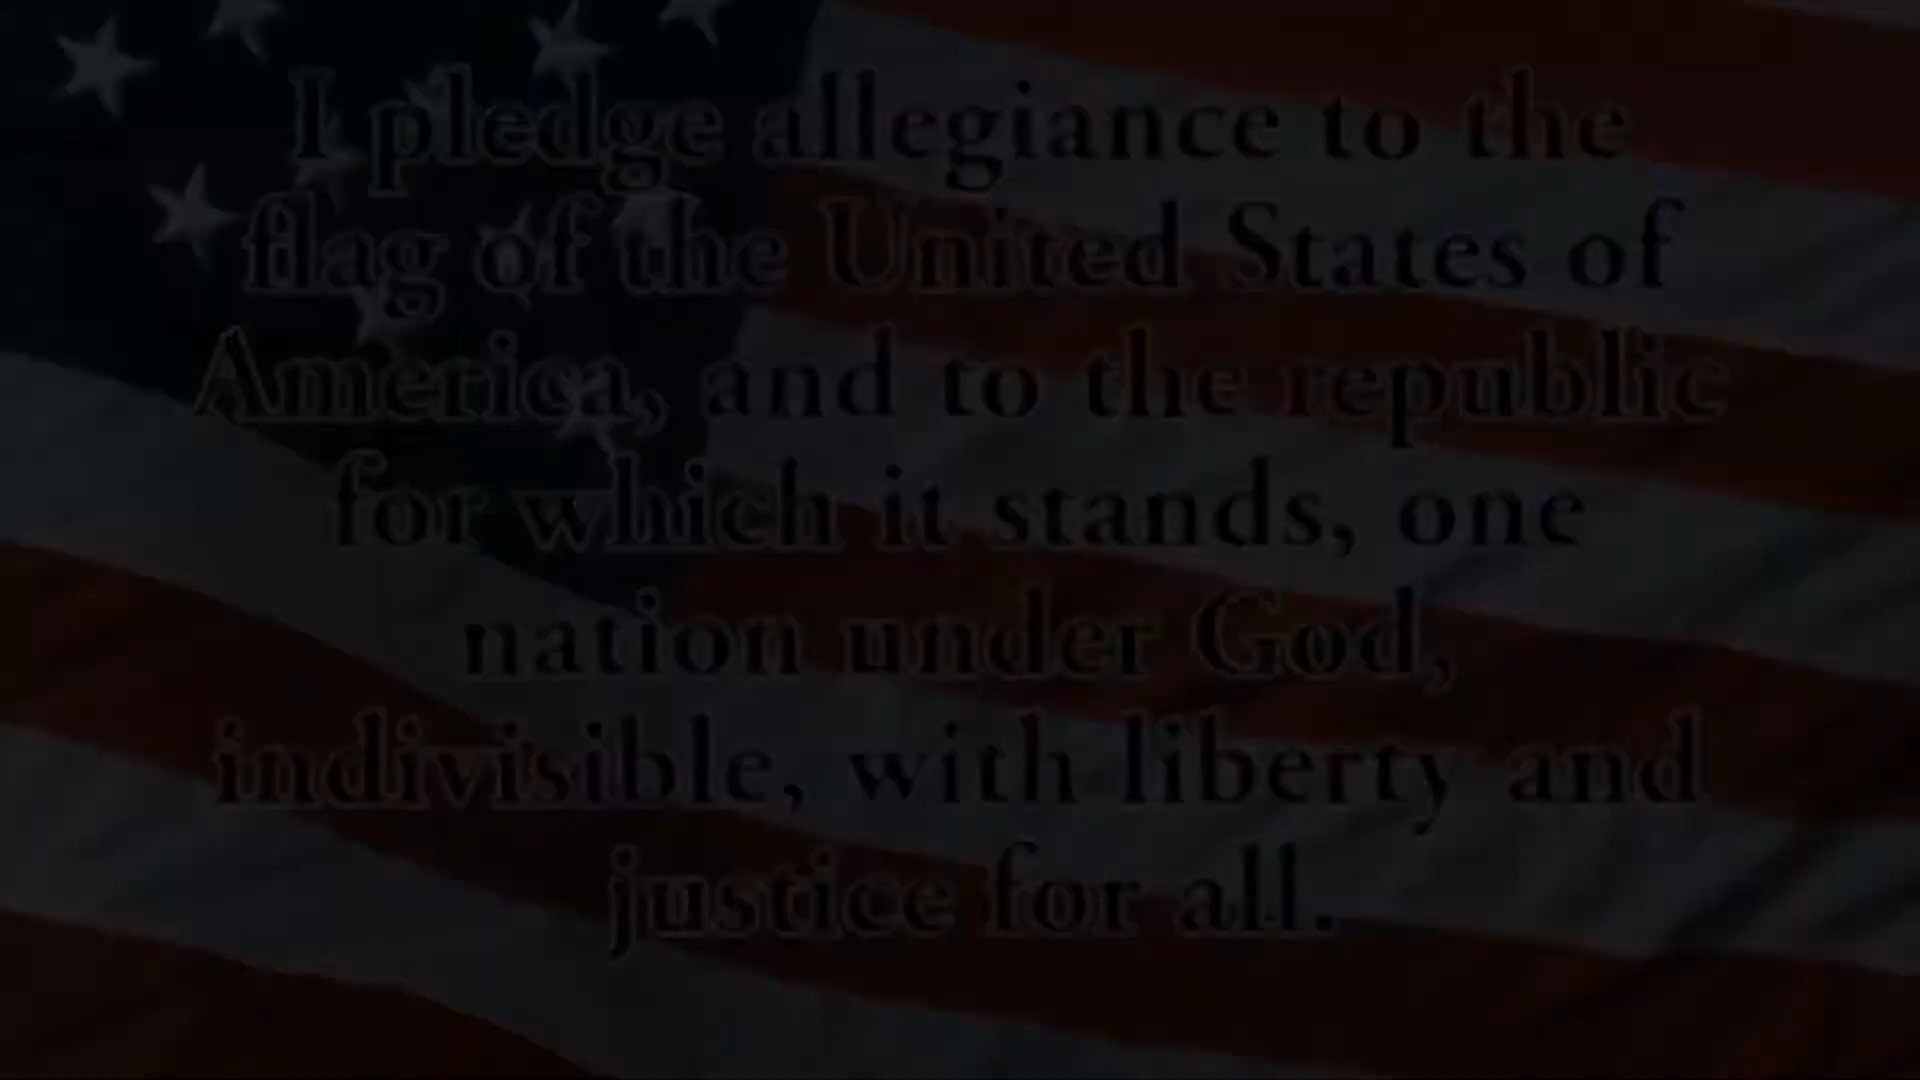 I pledge allegiance to the
flag of the United States of
America, and to the republic
for which it stands, one
nation under God,
indivisible, with liberty and
justice for all.